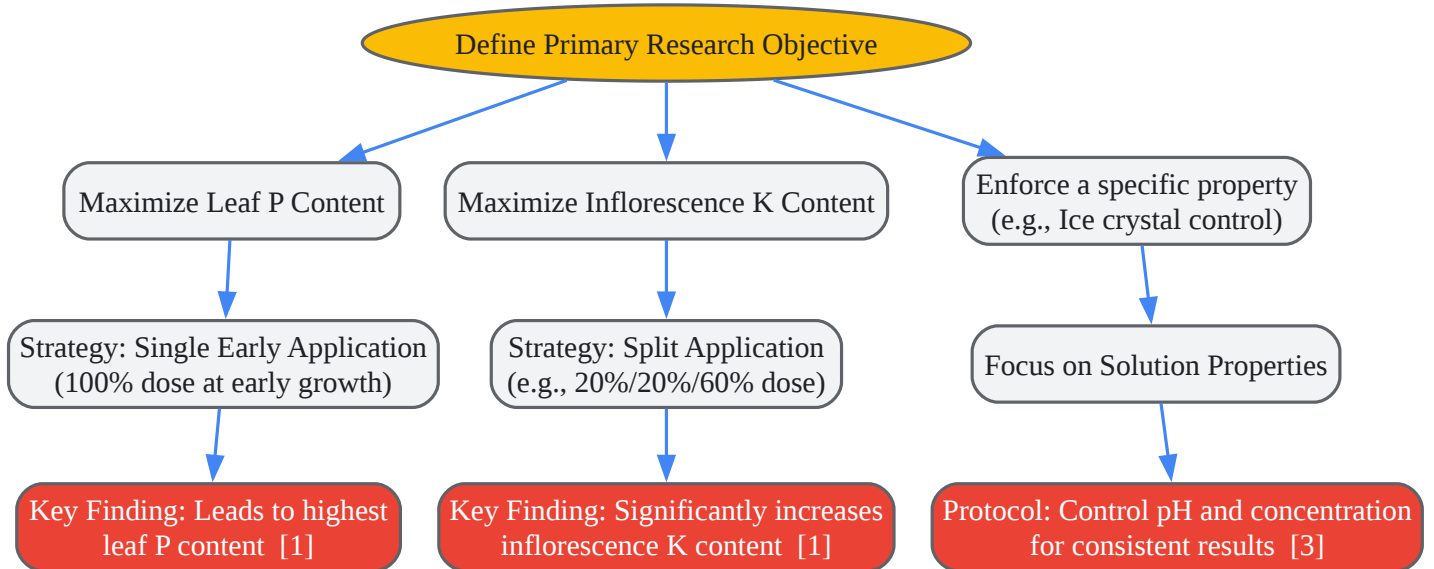 Define Primary Research Objective
Maximize Leaf P Content
Maximize Inflorescence K Content
Enforce a specific property
(e.g., Ice crystal control)
Strategy: Single Early Application
(100% dose at early growth)
Strategy: Split Application
(e.g., 20%/20%/60% dose)
Focus on Solution Properties
Key Finding: Leads to highest
leaf P content  [1]
Key Finding: Significantly increases
inflorescence K content  [1]
Protocol: Control pH and concentration
for consistent results  [3]